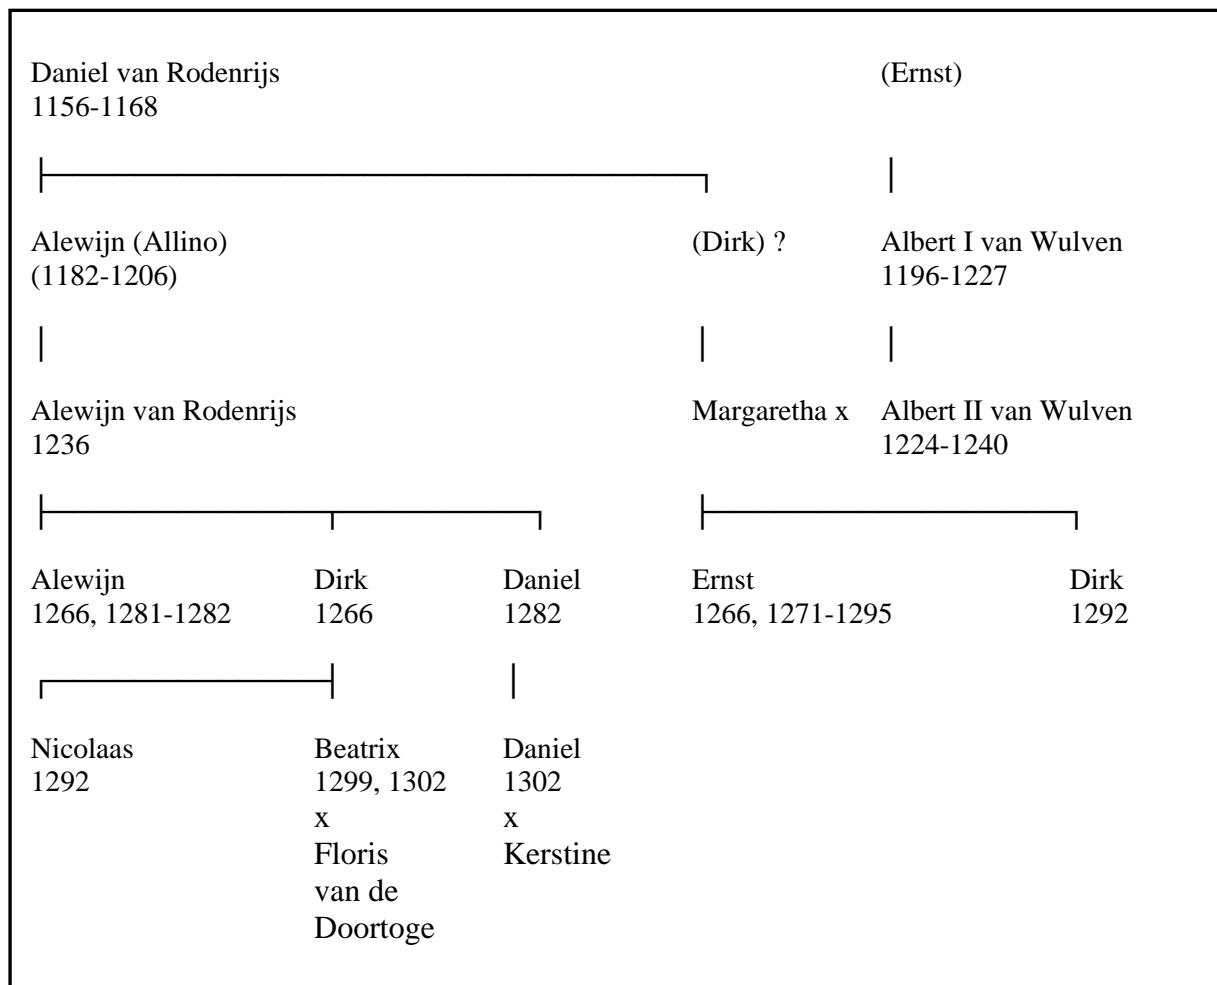 Daniel van Rodenrijs (Ernst)
1156-1168
Alewijn (Allino) (Dirk) ? Albert I van Wulven
(1182-1206) 1196-1227
Alewijn van Rodenrijs Margaretha x Albert II van Wulven
1236 1224-1240
Alewijn Dirk Daniel Ernst Dirk
1266, 1281-1282 1266 1282 1266, 1271-1295 1292
Nicolaas Beatrix Daniel
1292 1299, 1302 1302
x x
Floris Kerstine
van de
Doortoge